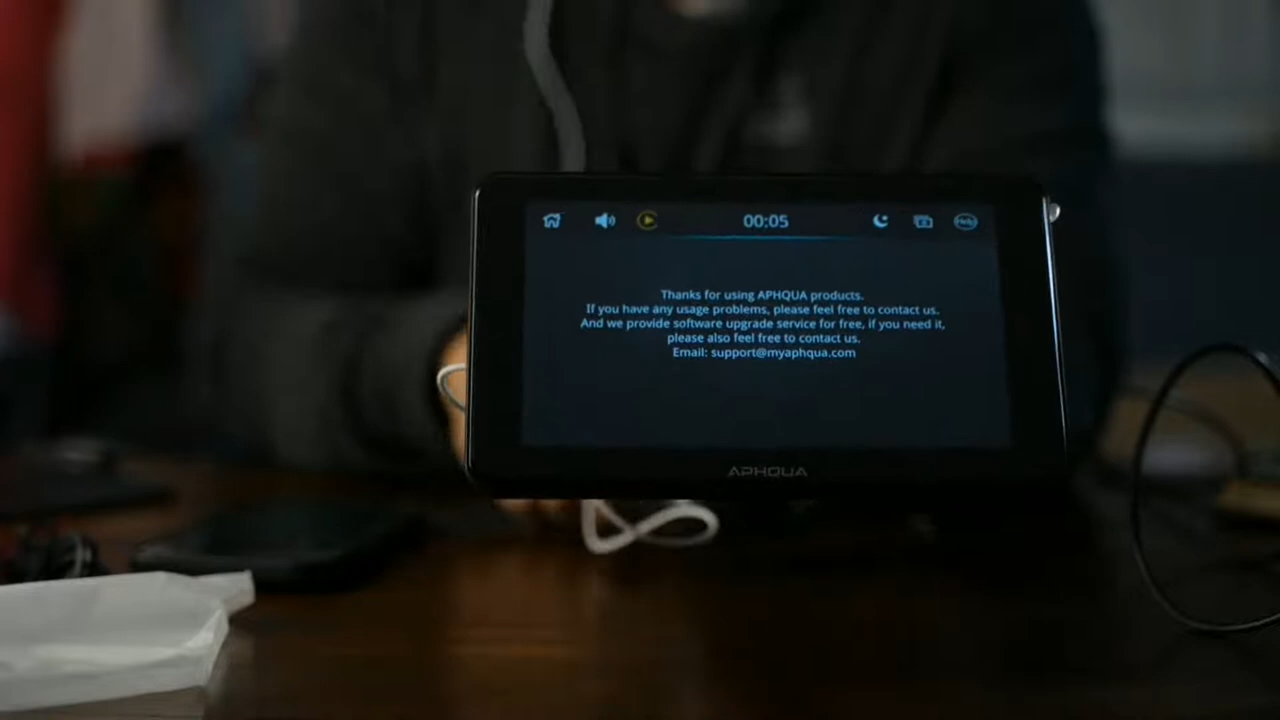 00:05
Help
Thanks for using APHQUA products.
If you have any usage problems, please feel free to contact us.
And we provide software upgrade service for free, if you need it,
please also feel free to contact us.
Email: support@myaphqua.com
APHQUA